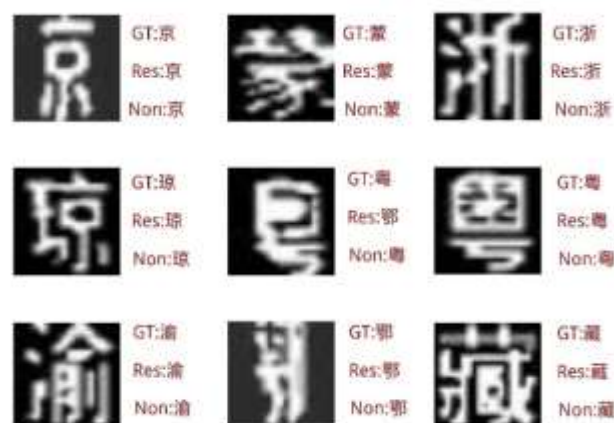 京
GT:京
Res:京
Non:京
蒙
GT:蒙
Res:蒙
Non:蒙
浙
GT:浙
Res:浙
Non:浙
琼
GT:琼
Res:琼
Non:琼
GT:粤
Res:鄂
Non:粤
粤
GT:粤
Res:粤
Non:粤
渝
GT:渝
Res:渝
Non:渝
GT:鄂
Res:鄂
Non:鄂
藏
GT:藏
Res:藏
Non:藏